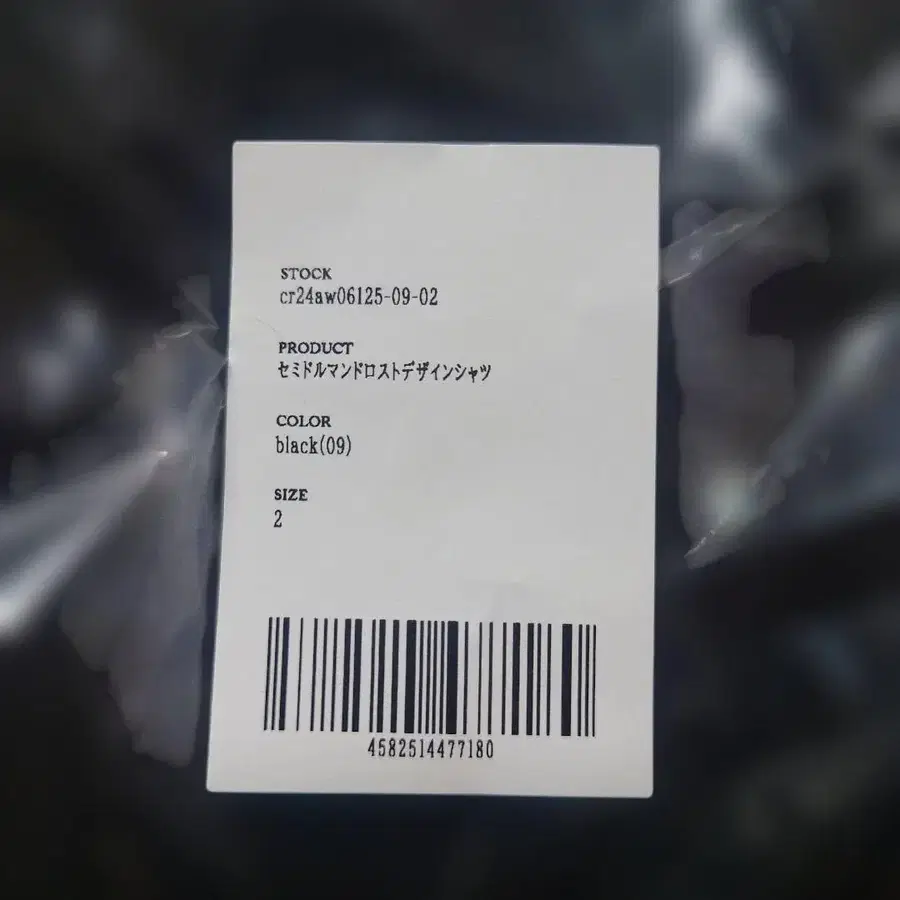 STOCK
cr24aw06125-09-02
PRODUCT
セミドルマンドロストデザインシャツ
COLOR
black(09)
SIZE
2
4582514477180